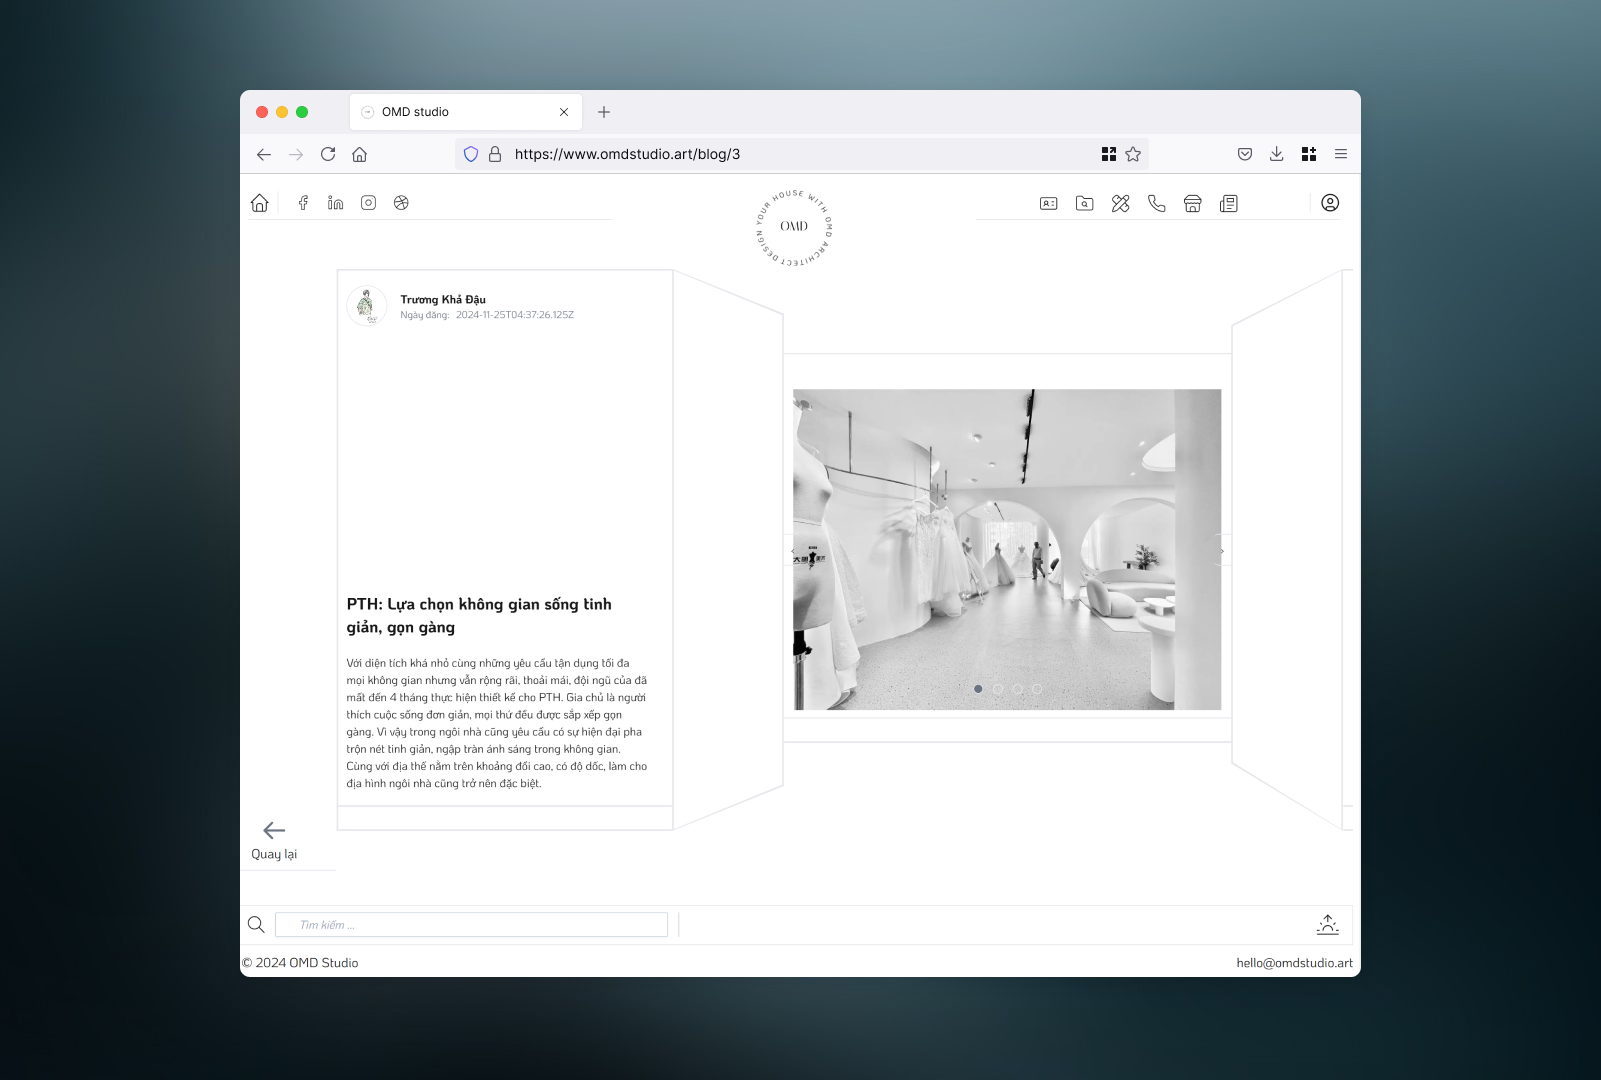 OMD studio
https://www.omdstudio.art/blog/3
DESIGN YOUR HOUSE WITH OMD ARCHITECT
OMD
Trương Khả Đậu
Ngày đăng: 2024-11-25T04:37:26.125Z
PTH: Lựa chọn không gian sống tinh
giản, gọn gàng
Với diện tích khá nhỏ cùng những yêu cầu tận dụng tối đa
mọi không gian nhưng vẫn rộng rãi, thoải mái, đội ngũ của đã
mất đến 4 tháng thực hiện thiết kế cho PTH. Gia chủ là người
thích cuộc sống đơn giản, mọi thứ đều được sắp xếp gọn
gàng. Vì vậy trong ngôi nhà cũng yêu cầu có sự hiện đại pha
trộn nét tinh giản, ngập tràn ánh sáng trong không gian.
Cùng với địa thế nằm trên khoảng đồi cao, có độ dốc, làm cho
địa hình ngôi nhà cũng trở nên đặc biệt.
Quay lại
Tìm kiếm ...
© 2024 OMD Studio
hello@omdstudio.art